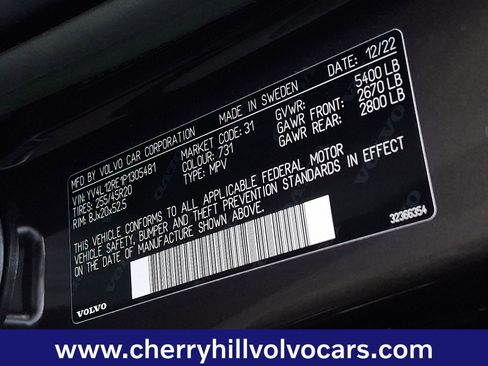 MFG BY VOLVO CAR CORPORATION MADE IN SWEDEN DATE: 12/22
VIN: YV4L12RE1P1305481 MARKET CODE: 31 GVWR: 5400 LB
TIRES: 255/45R20 COLOUR: 731 GAWR FRONT: 2670 LB
RIM: 8Jx20x52,5 TYPE: MPV GAWR REAR: 2800 LB
THIS VEHICLE CONFORMS TO ALL APPLICABLE FEDERAL MOTOR
VEHICLE SAFETY, BUMPER AND THEFT PREVENTION STANDARDS IN EFFECT
ON THE DATE OF MANUFACTURE SHOWN ABOVE.
32366354
VOLVO
www.cherryhillvolvocars.com